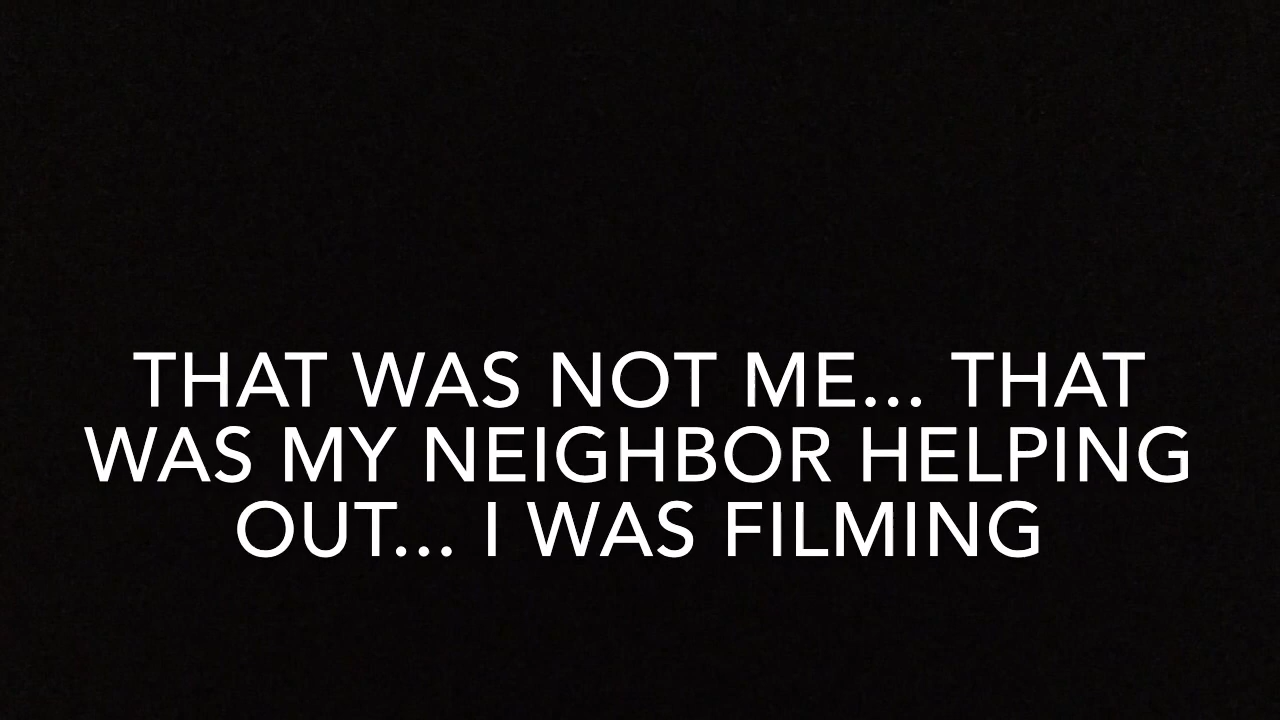 THAT WAS NOT ME... THAT
WAS MY NEIGHBOR HELPING
OUT... I WAS FILMING